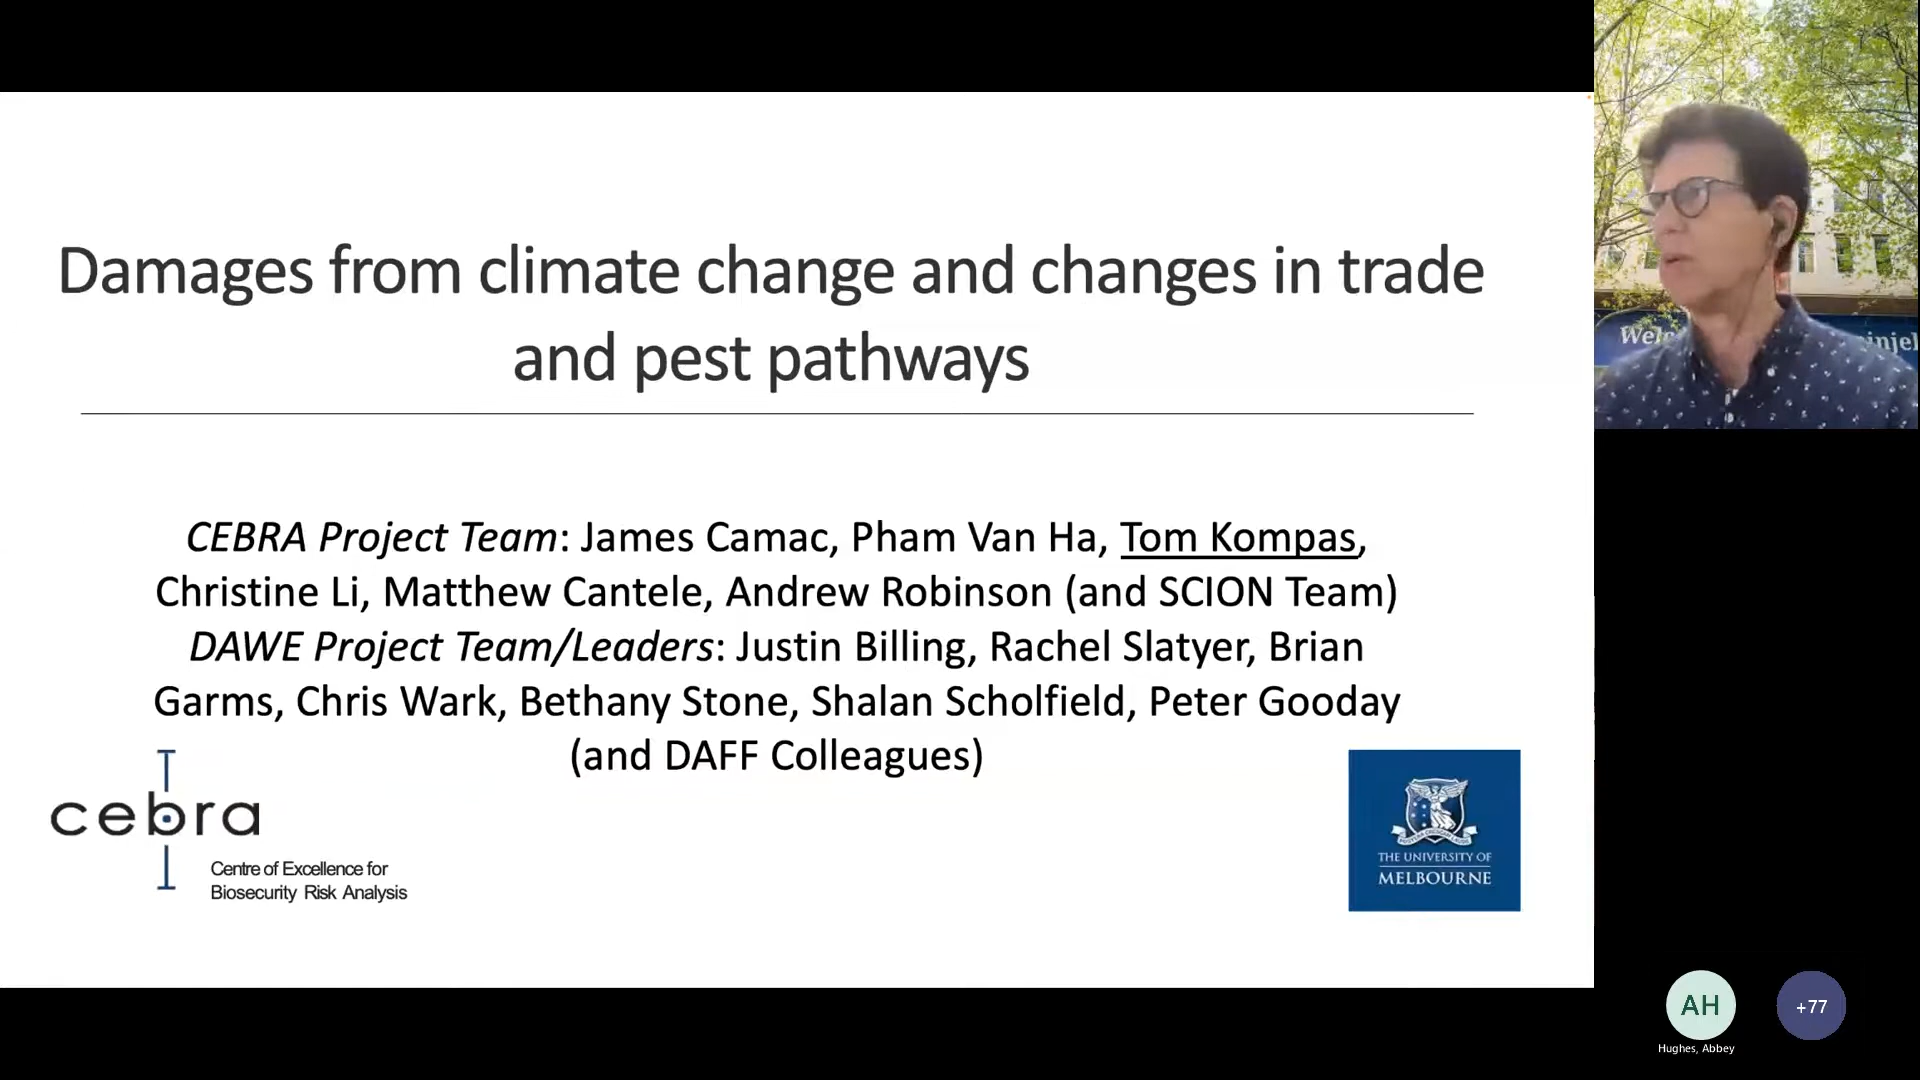 Damages from climate change and changes in trade
and pest pathways
CEBRA Project Team: James Camac, Pham Van Ha, Tom Kompas,
Christine Li, Matthew Cantele, Andrew Robinson (and SCION Team)
DAWE Project Team/Leaders: Justin Billing, Rachel Slatyer, Brian
Garms, Chris Wark, Bethany Stone, Shalan Scholfield, Peter Gooday
(and DAFF Colleagues)
cebra
Centre of Excellence for
Biosecurity Risk Analysis
THE UNIVERSITY OF
MELBOURNE
AH
Hughes, Abbey
+77